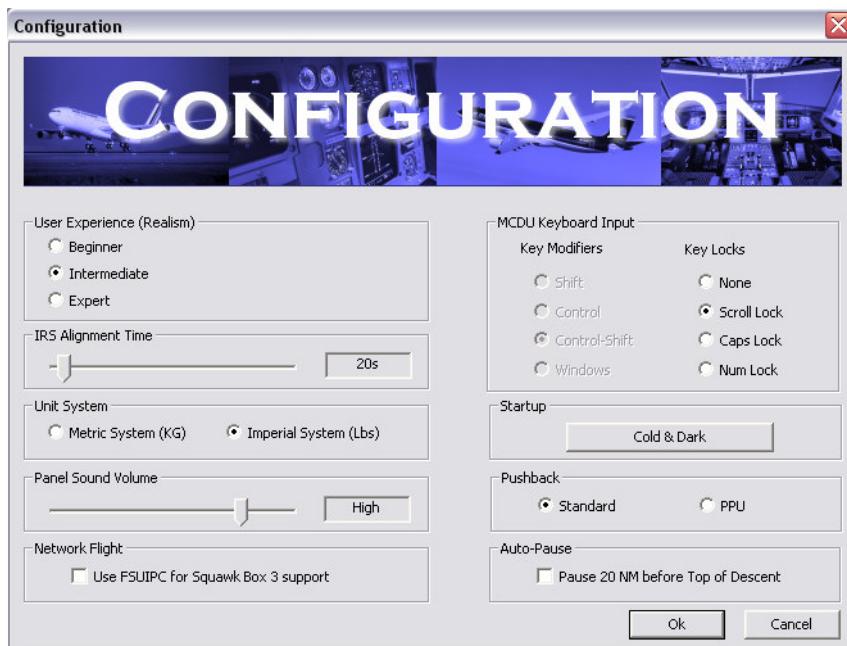 Configuration
CONFIGURATION
User Experience (Realism)
Beginner
Intermediate
Expert
IRS Alignment Time
20s
Unit System
Metric System (KG)
Imperial System (Lbs)
Panel Sound Volume
High
Network Flight
Use FSUIPC for Squawk Box 3 support
MCDU Keyboard Input
Key Modifiers
Key Locks
Shift
None
Control
Scroll Lock
Control-Shift
Caps Lock
Windows
Num Lock
Startup
Cold & Dark
Pushback
Standard
PPU
Auto-Pause
Pause 20 NM before Top of Descent
Ok
Cancel